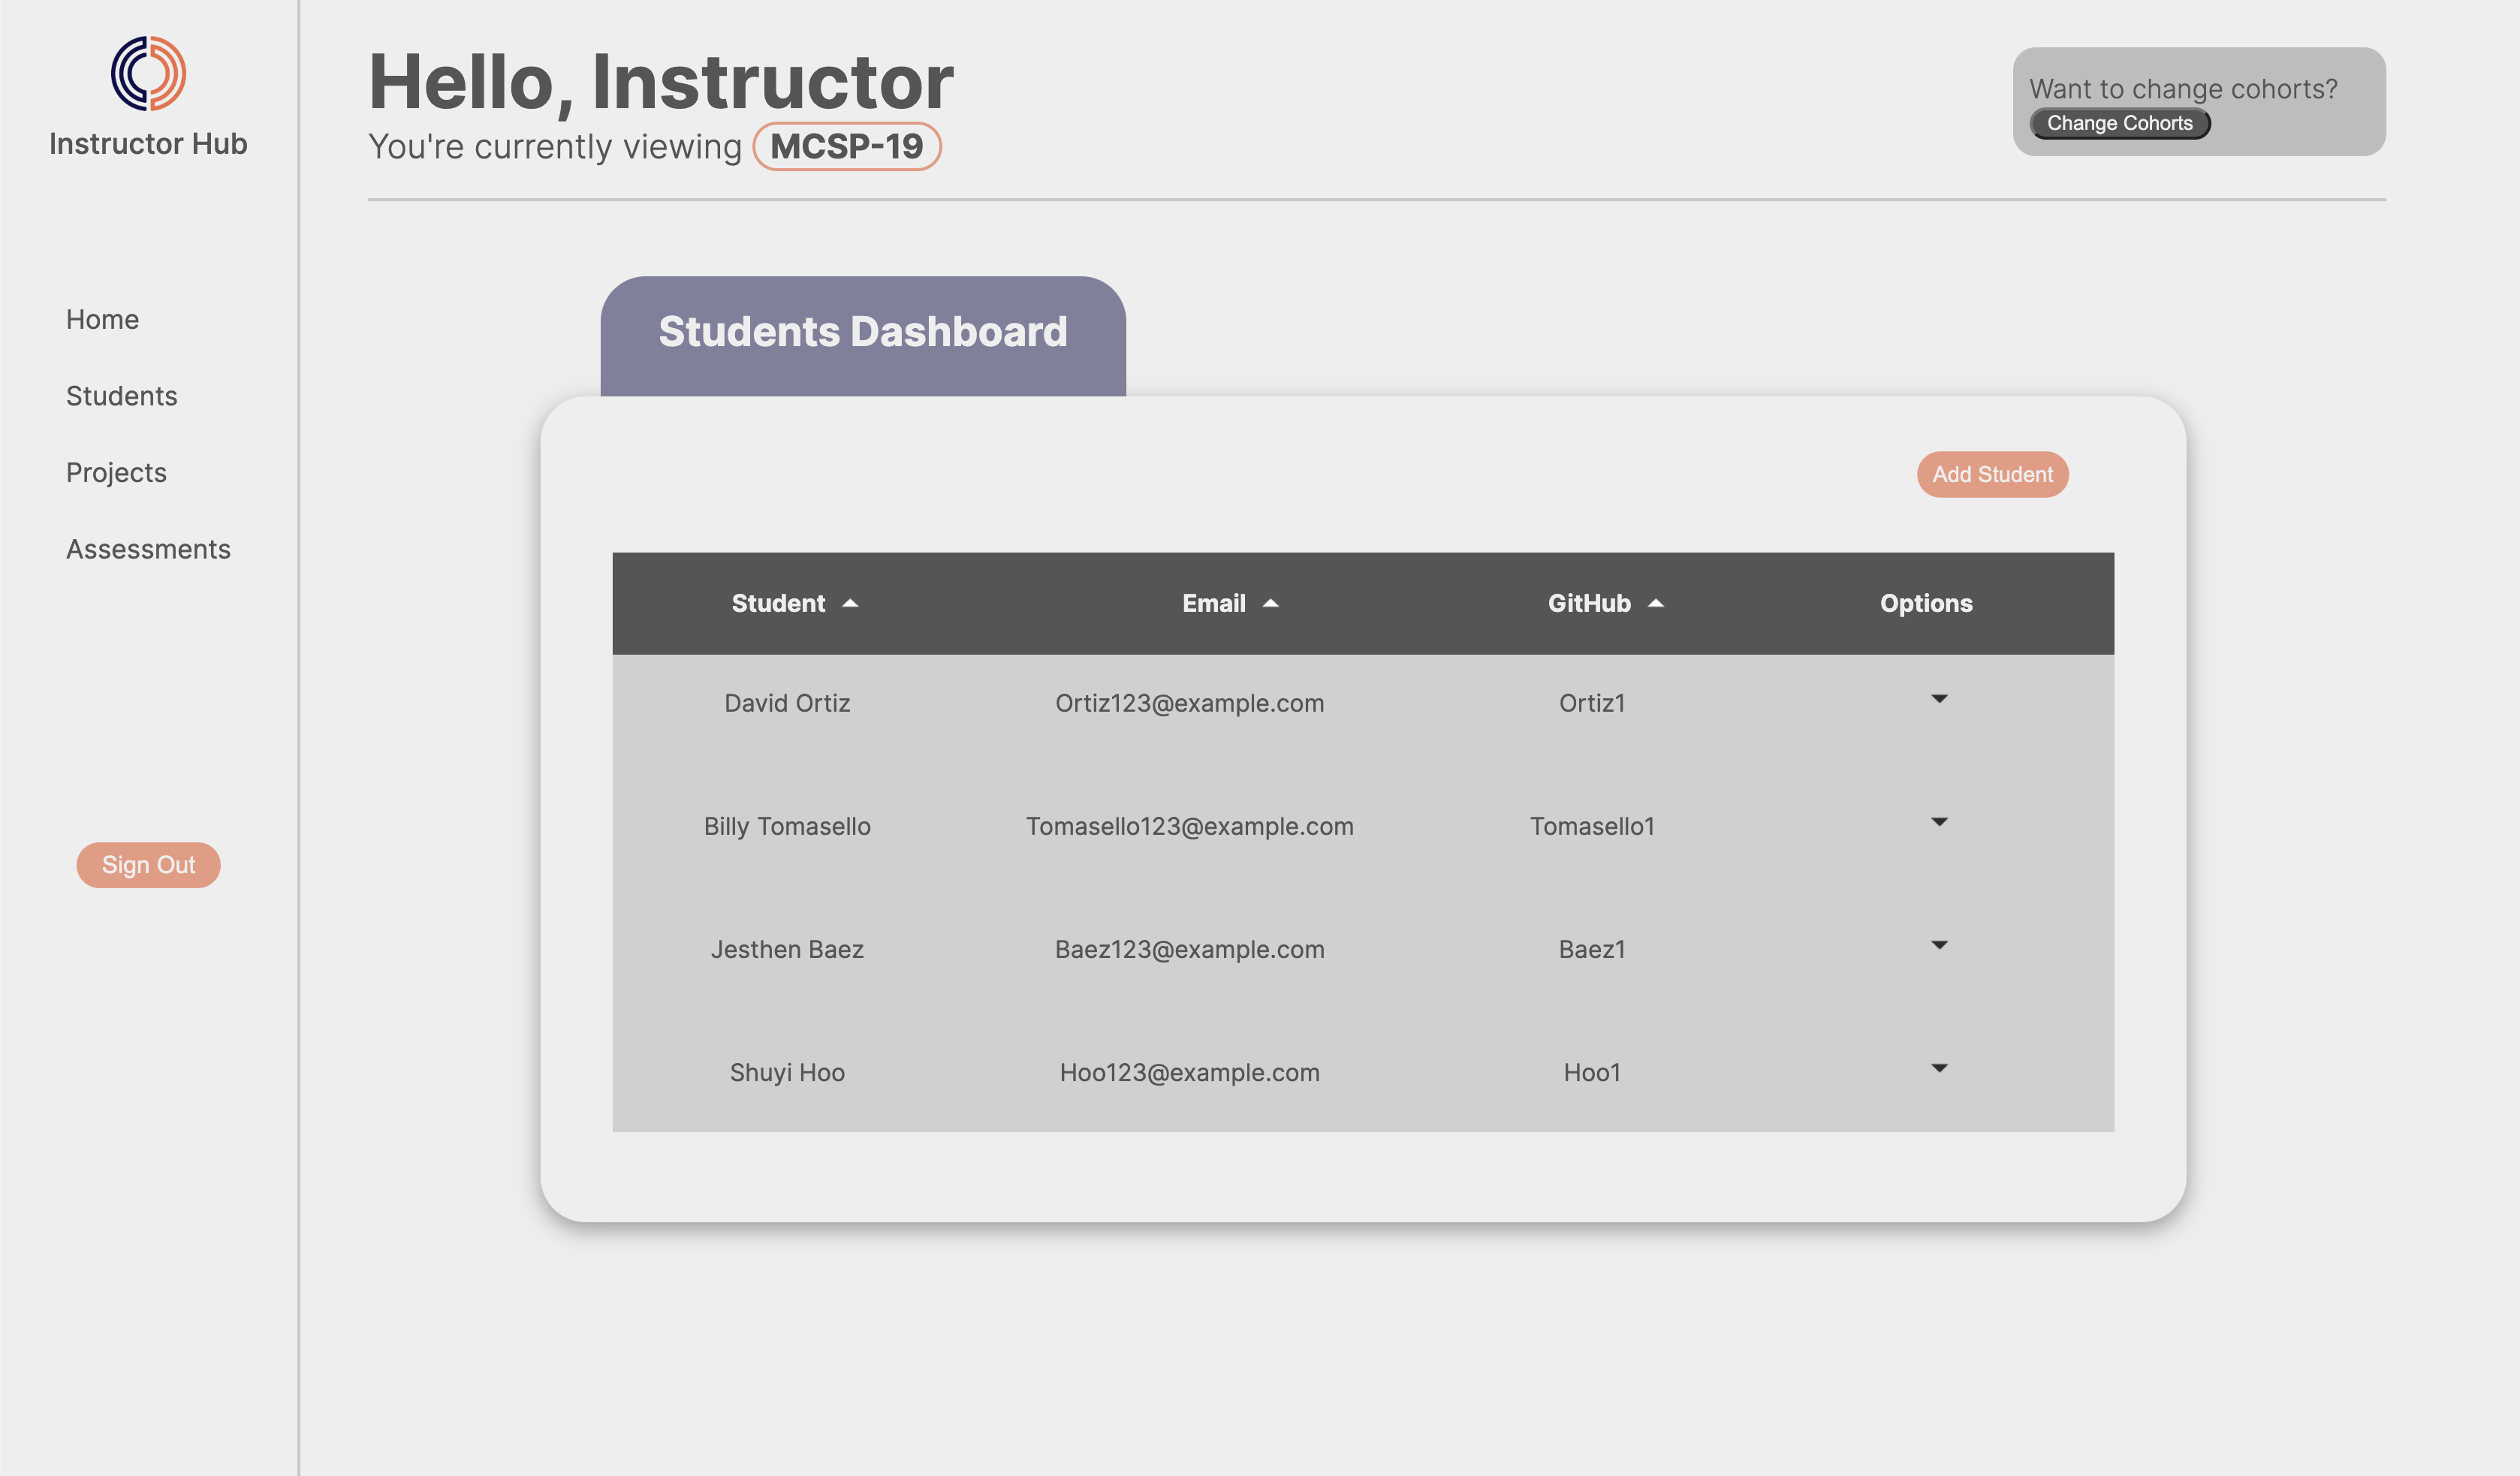 Instructor Hub
Home
Students
Projects
Assessments
Sign Out
Hello, Instructor
You're currently viewing MCSP-19
Want to change cohorts?
Change Cohorts
Students Dashboard
Add Student
Student Email GitHub Options
David Ortiz Ortiz123@example.com Ortiz1
Billy Tomasello Tomasello123@example.com Tomasello1
Jesthen Baez Baez123@example.com Baez1
Shuyi Hoo Hoo123@example.com Hoo1